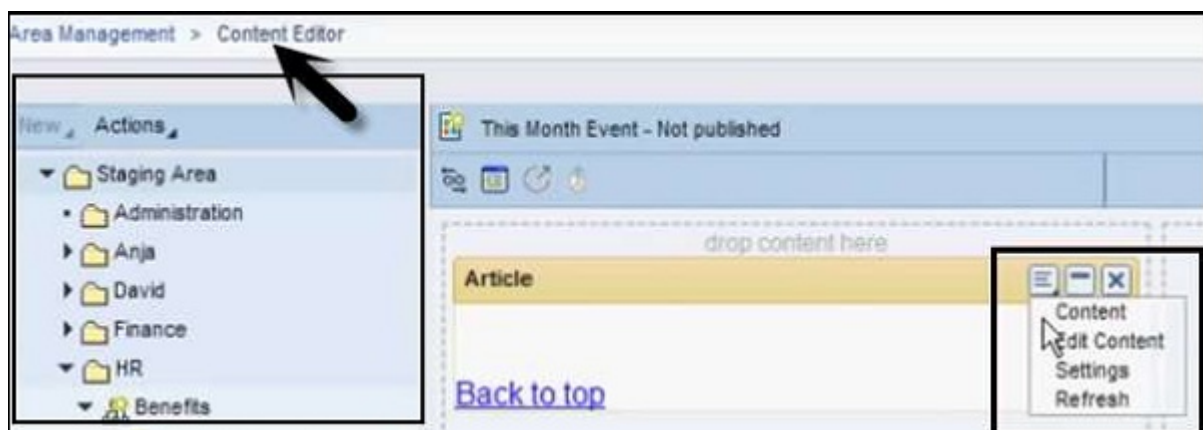 Area Management > Content Editor
New Actions
Staging Area
Administration
Anja
David
Finance
HR
Benefits
This Month Event - Not published
drop content here
Article
Back to top
Content
Edit Content
Settings
Refresh